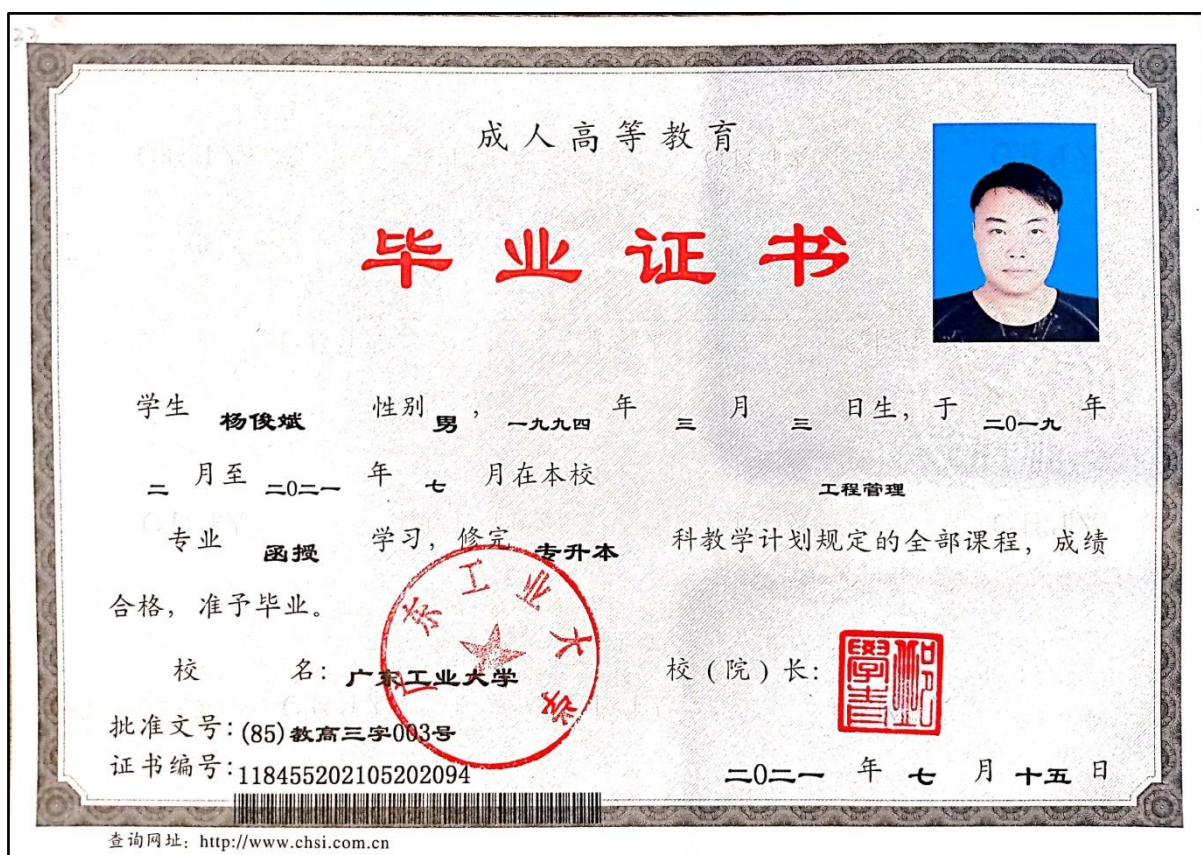 成人高等教育
毕业证书
学生 杨俊斌 性别 男 , 一九九四 年 三 月 三 日生, 于 二0一九 年
二 月至 二0二一 年 七 月在本校 工程管理
专业 函授 学习, 修完 专升本 科教学计划规定的全部课程, 成绩
合格, 准予毕业。
广东工业大学
校 名: 广东工业大学 校(院)长:
批准文号: (85)教高三字003号
证书编号: 118455202105202094
二0二一 年 七 月 十五 日
查询网址: http://www.chsi.com.cn